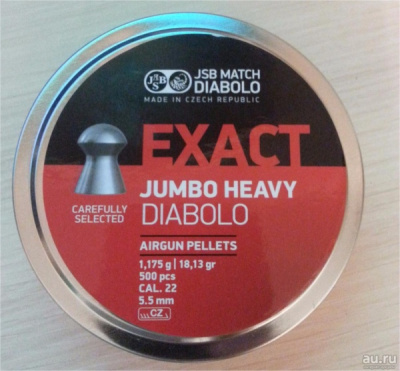 JSB JSB MATCH
DIABOLO
MADE IN CZECH REPUBLIC
EXACT
JUMBO HEAVY
DIABOLO
CAREFULLY
SELECTED
AIRGUN PELLETS
1,175 g | 18,13 gr
500 pcs
CAL. 22
5.5 mm
CZ
au.ru